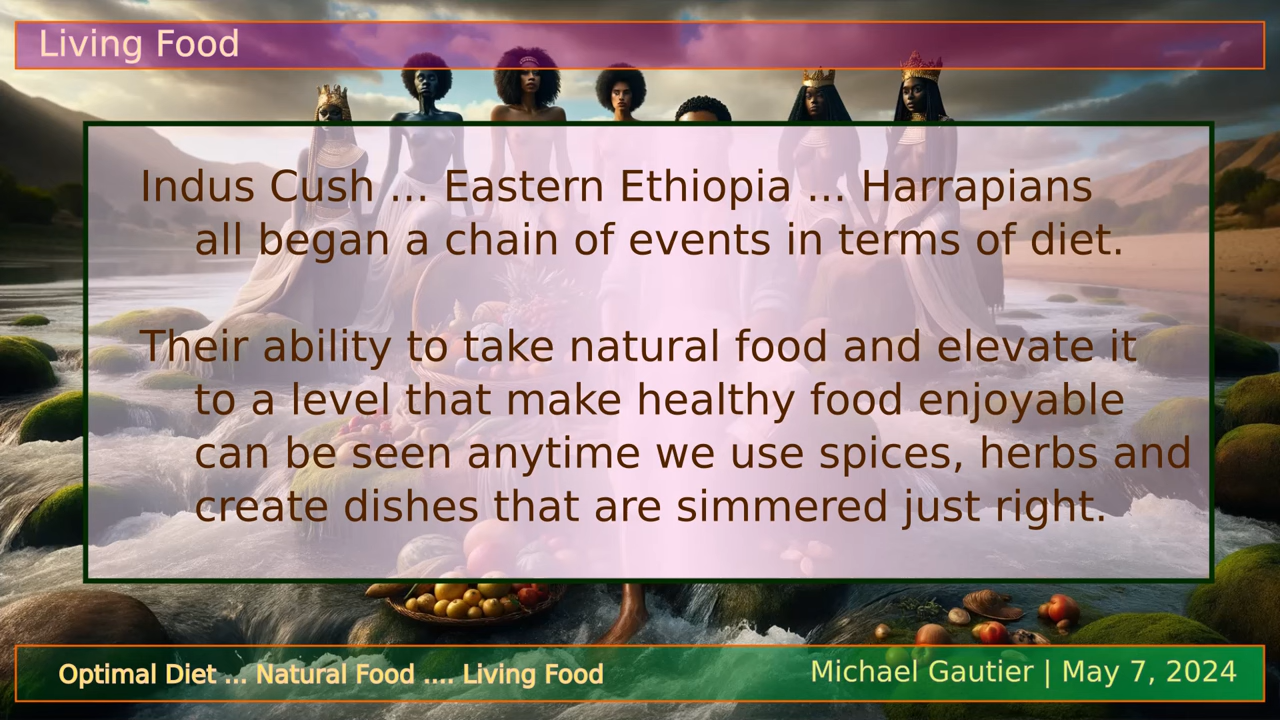 Living Food
Indus Cush ... Eastern Ethiopia ... Harrapians
all began a chain of events in terms of diet.
Their ability to take natural food and elevate it
to a level that make healthy food enjoyable
can be seen anytime we use spices, herbs and
create dishes that are simmered just right.
Optimal Diet ... Natural Food .... Living Food
Michael Gautier | May 7, 2024